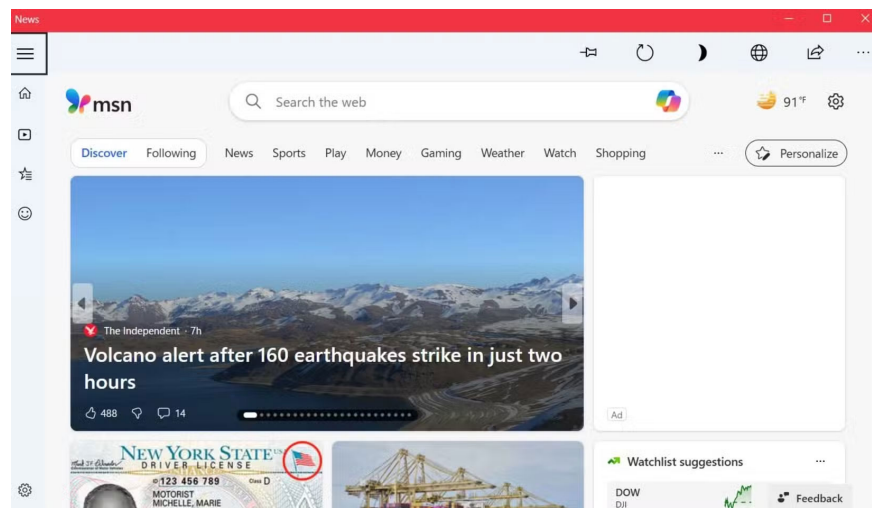 News
msn
Search the web
91°F
Discover Following News Sports Play Money Gaming Weather Watch Shopping ... Personalize
The Independent · 7h
Volcano alert after 160 earthquakes strike in just two
hours
488 14
Ad
NEW YORK STATE
DRIVER LICENSE
123 456 789 Class D
MOTORIST
MICHELLE, MARIE
Watchlist suggestions ...
DOW
DJI
Feedback